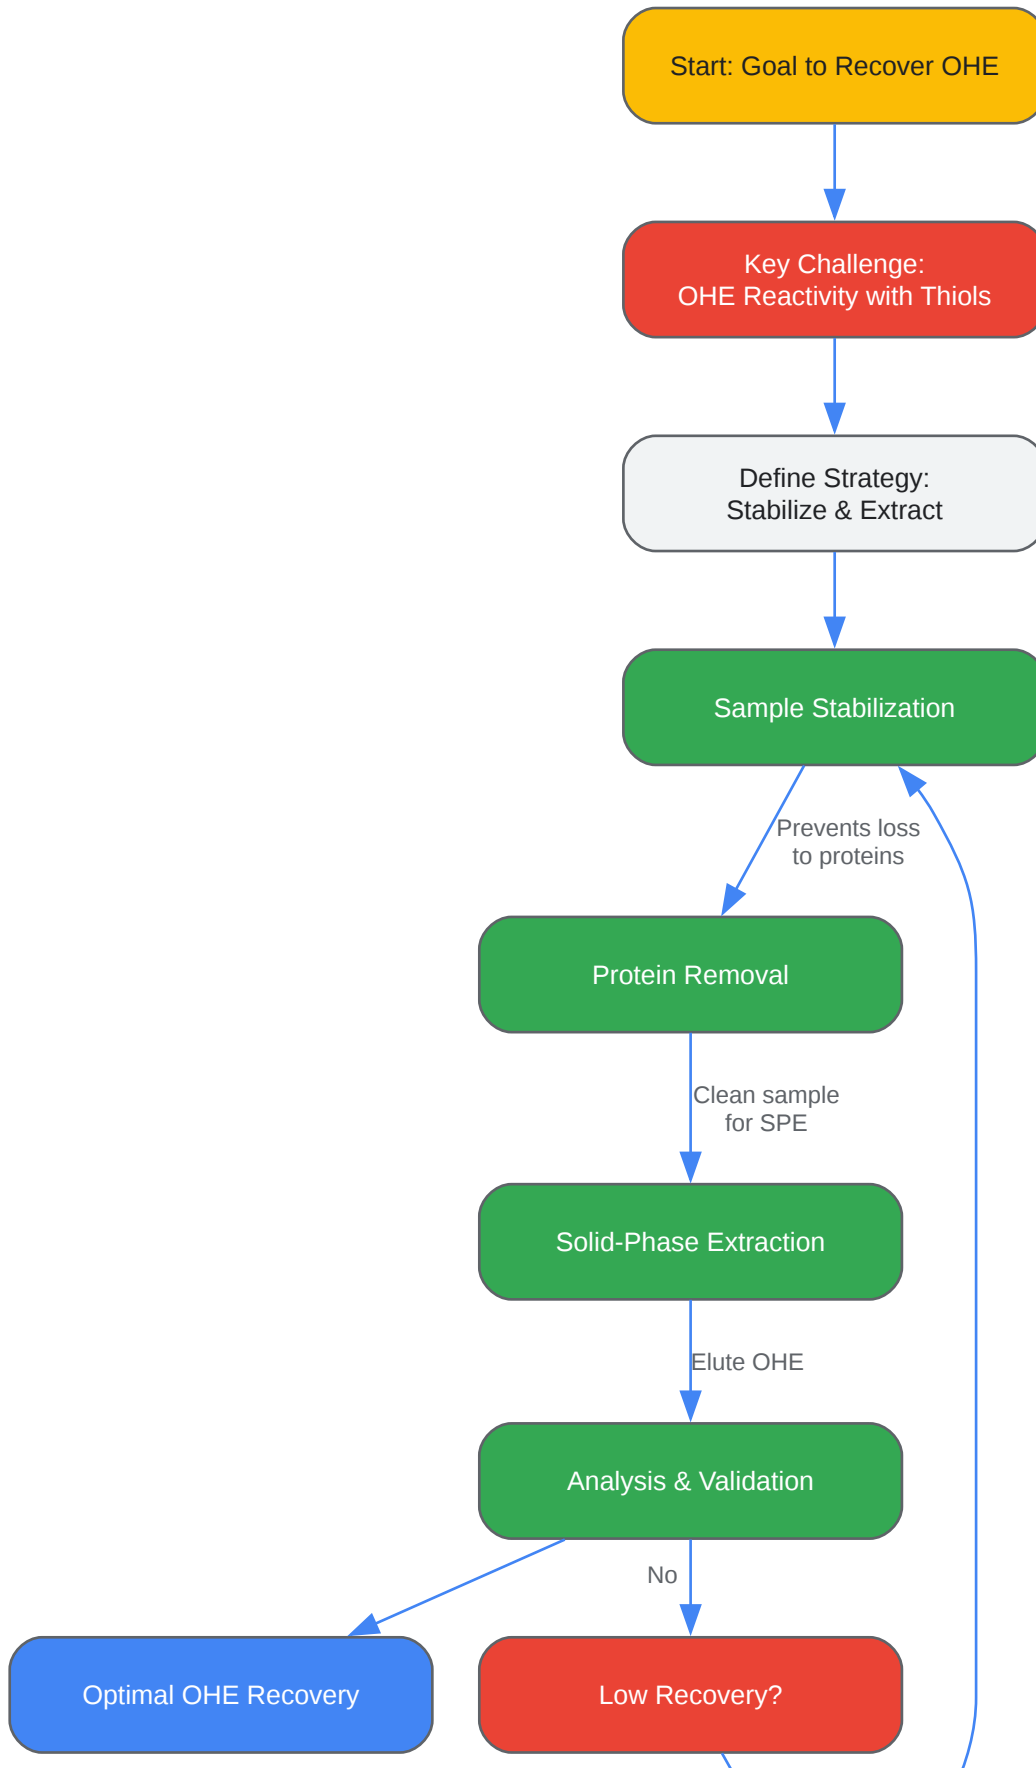 Start: Goal to Recover OHE
Key Challenge:
OHE Reactivity with Thiols
Define Strategy:
Stabilize & Extract
Sample Stabilization
Prevents loss
to proteins
Protein Removal
Clean sample
for SPE
Solid-Phase Extraction
Elute OHE
Analysis & Validation
No
Optimal OHE Recovery
Low Recovery?